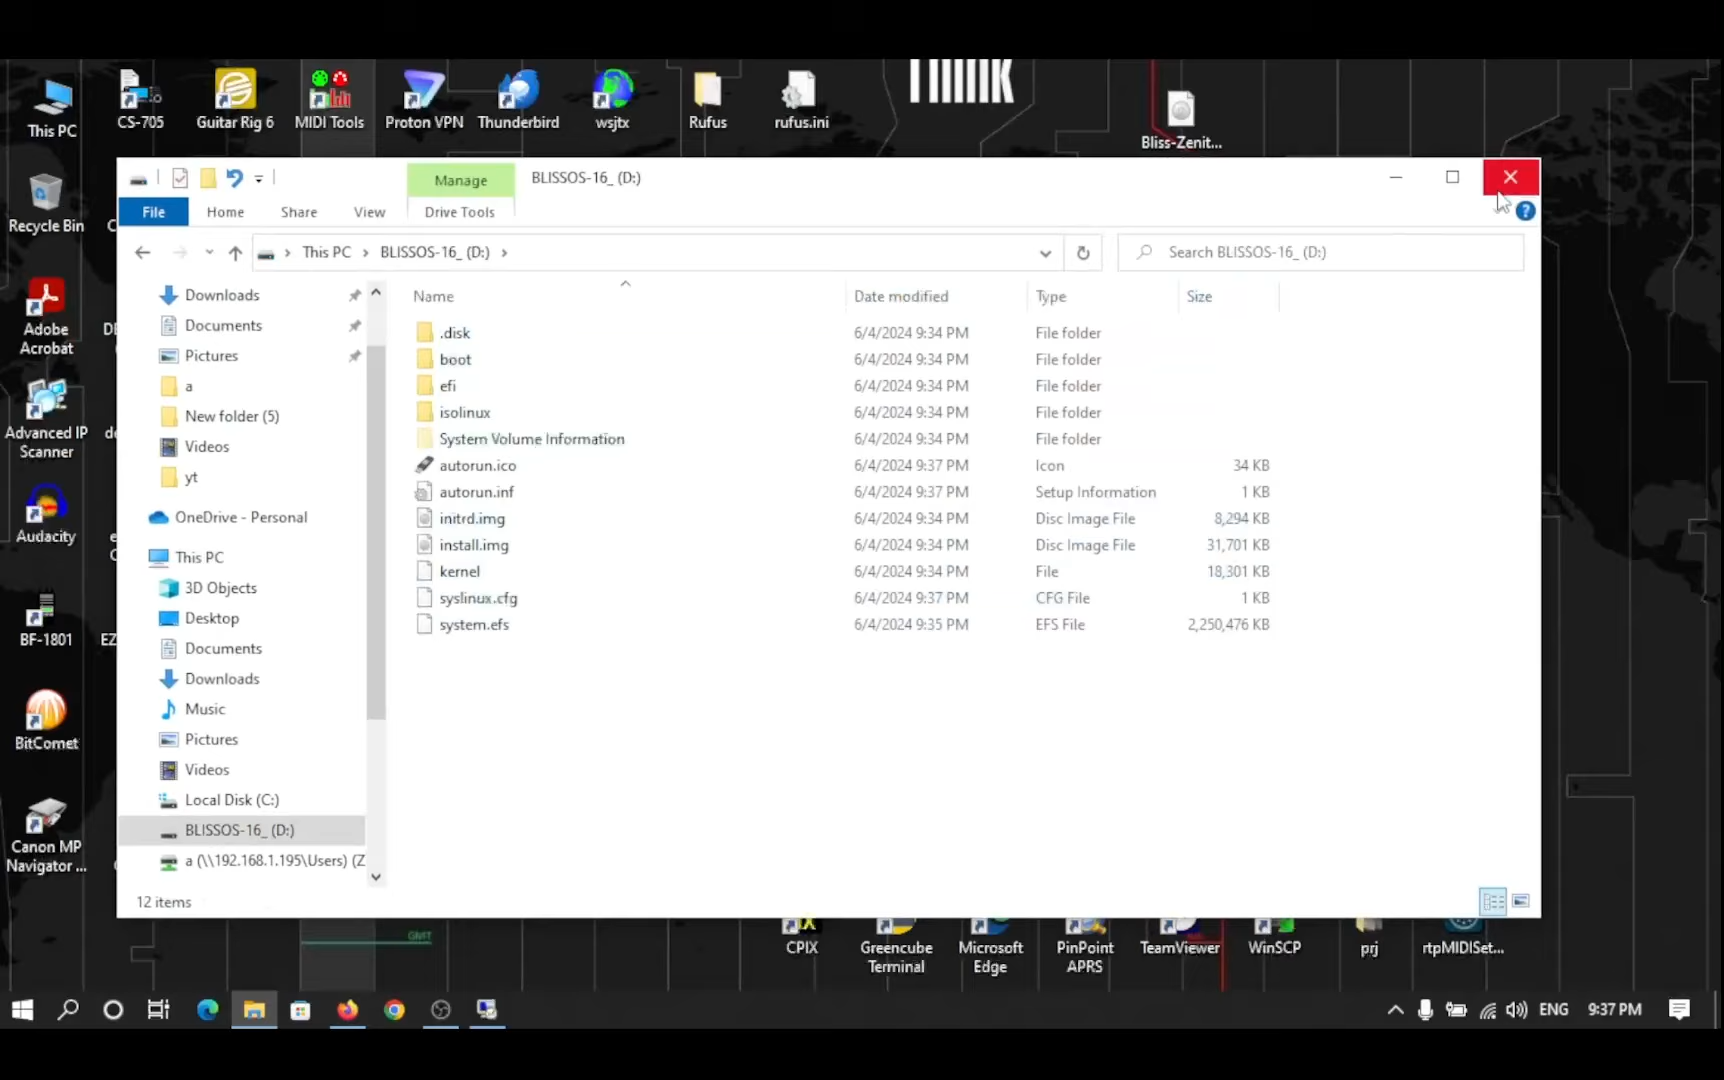 This PC
CS-705
Guitar Rig 6
MIDI Tools
Proton VPN
Thunderbird
wsjtx
Rufus
rufus.ini
Bliss-Zenit...
Recycle Bin
Adobe
Acrobat
Advanced IP
Scanner
Audacity
BF-1801
BitComet
Canon MP
Navigator ...
Manage
BLISSOS-16_ (D:)
File
Home
Share
View
Drive Tools
This PC
BLISSOS-16_ (D:)
Search BLISSOS-16_ (D:)
Downloads
Documents
Pictures
a
New folder (5)
Videos
yt
OneDrive - Personal
This PC
3D Objects
Desktop
Documents
Downloads
Music
Pictures
Videos
Local Disk (C:)
BLISSOS-16_ (D:)
a (\\192.168.1.195\Users) (Z
Name Date modified Type Size
.disk 6/4/2024 9:34 PM File folder
boot 6/4/2024 9:34 PM File folder
efi 6/4/2024 9:34 PM File folder
isolinux 6/4/2024 9:34 PM File folder
System Volume Information 6/4/2024 9:34 PM File folder
autorun.ico 6/4/2024 9:37 PM Icon 34 KB
autorun.inf 6/4/2024 9:37 PM Setup Information 1 KB
initrd.img 6/4/2024 9:34 PM Disc Image File 8,294 KB
install.img 6/4/2024 9:34 PM Disc Image File 31,701 KB
kernel 6/4/2024 9:34 PM File 18,301 KB
syslinux.cfg 6/4/2024 9:37 PM CFG File 1 KB
system.efs 6/4/2024 9:35 PM EFS File 2,250,476 KB
12 items
GMT
CPIX
Greencube
Terminal
Microsoft
Edge
PinPoint
APRS
TeamViewer
WinSCP
prj
rtpMIDISet...
ENG
9:37 PM